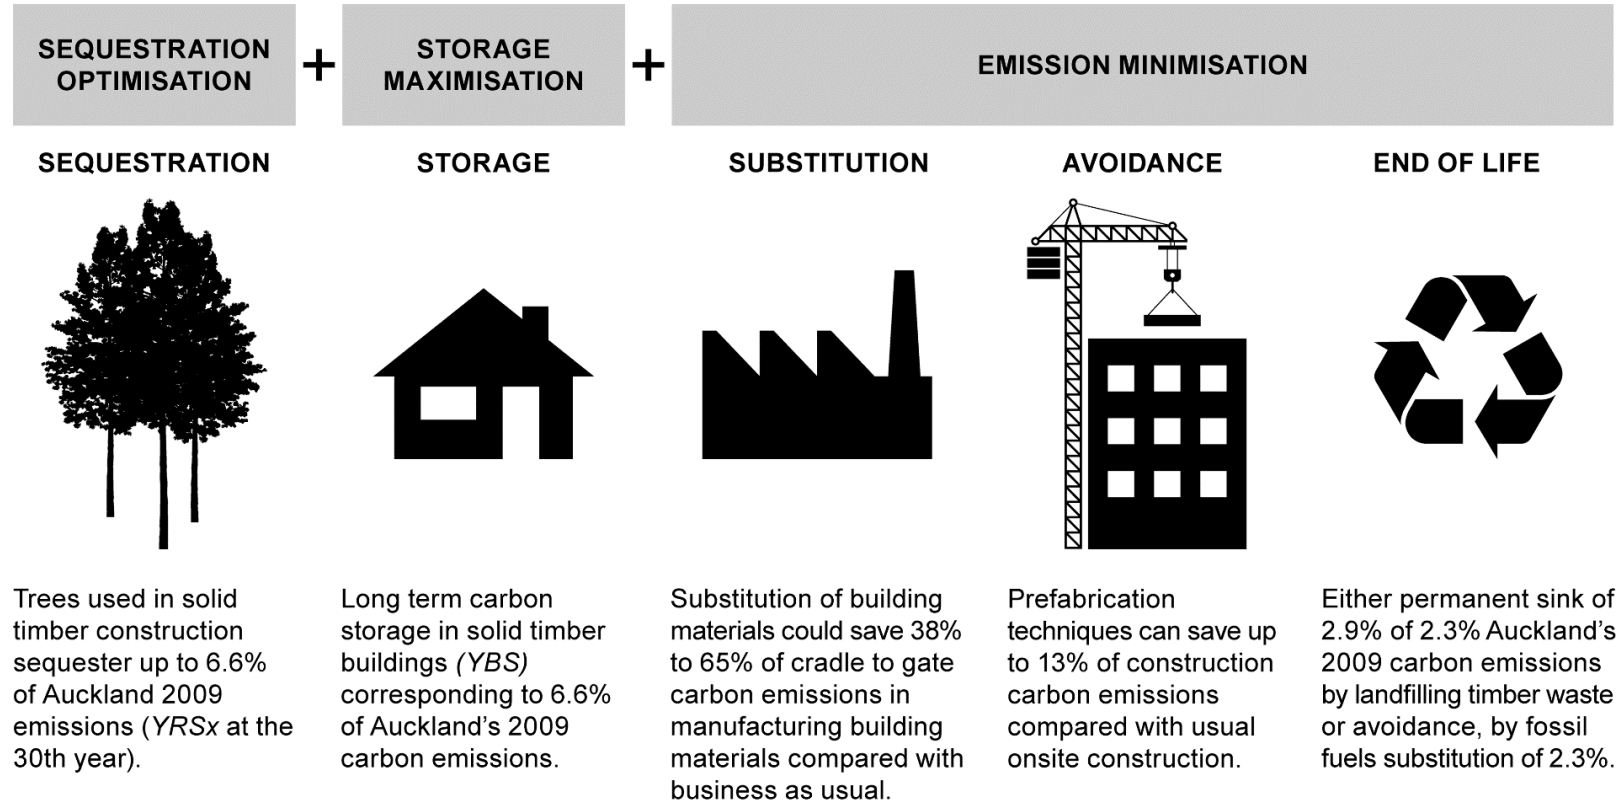 SEQUESTRATION
OPTIMISATION
+
STORAGE
MAXIMISATION
+
EMISSION MINIMISATION
SEQUESTRATION
STORAGE
SUBSTITUTION
AVOIDANCE
END OF LIFE
Trees used in solid
timber construction
sequester up to 6.6%
of Auckland 2009
emissions (YRSx at the
30th year).
Long term carbon
storage in solid timber
buildings (YBS)
corresponding to 6.6%
of Auckland’s 2009
carbon emissions.
Substitution of building
materials could save 38%
to 65% of cradle to gate
carbon emissions in
manufacturing building
materials compared with
business as usual.
Prefabrication
techniques can save up
to 13% of construction
carbon emissions
compared with usual
onsite construction.
Either permanent sink of
2.9% of 2.3% Auckland’s
2009 carbon emissions
by landfilling timber waste
or avoidance, by fossil
fuels substitution of 2.3%.